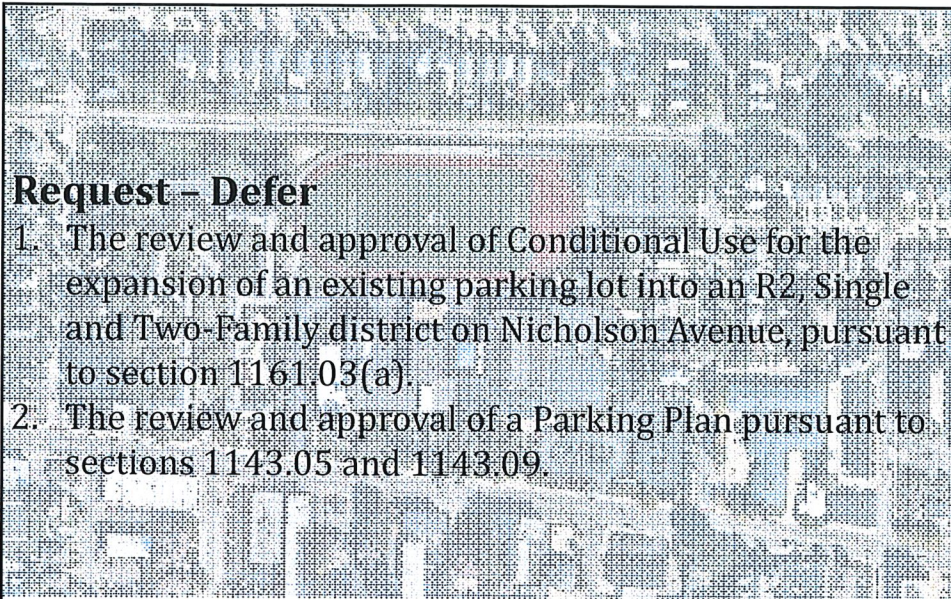 Request – Defer
1. The review and approval of Conditional Use for the
expansion of an existing parking lot into an R2, Single
and Two-Family district on Nicholson Avenue, pursuant
to section 1161.03(a).
2. The review and approval of a Parking Plan pursuant to
sections 1143.05 and 1143.09.